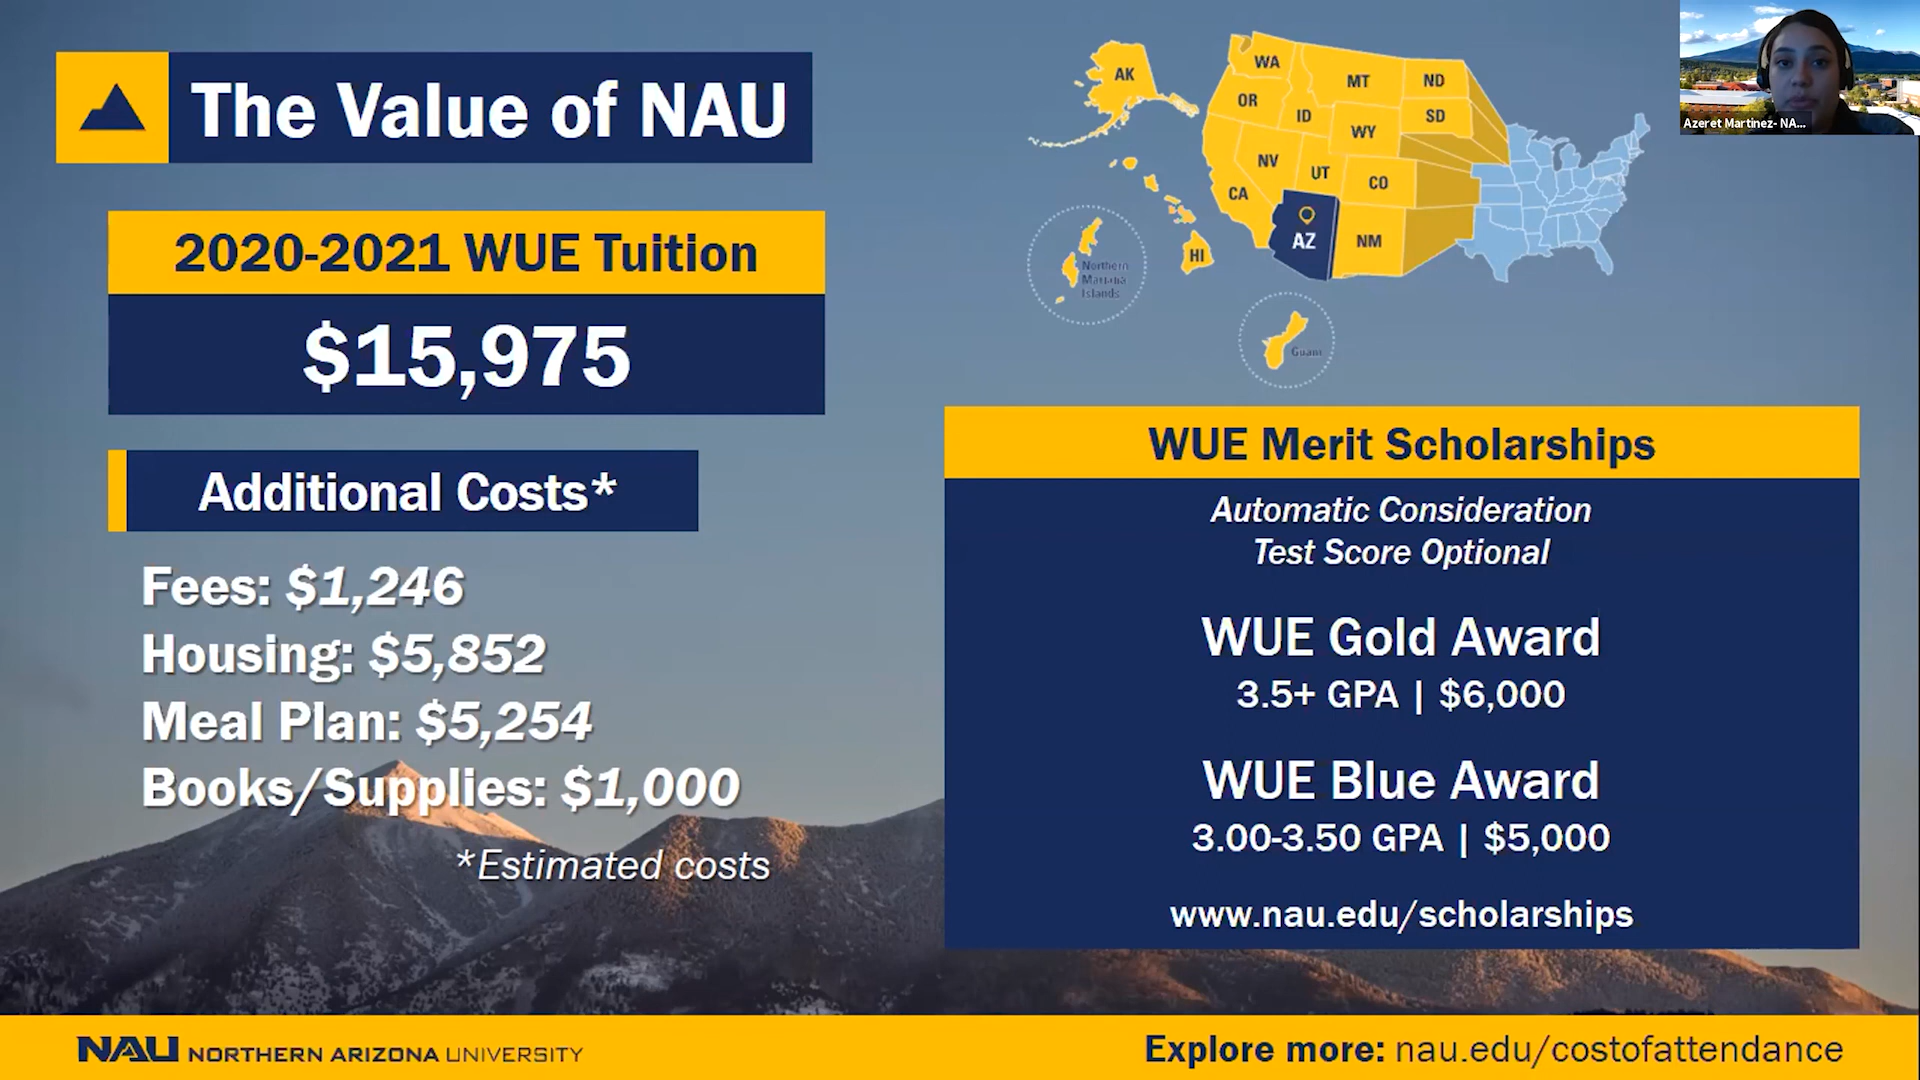 The Value of NAU
2020-2021 WUE Tuition
$15,975
Additional Costs*
Fees: $1,246
Housing: $5,852
Meal Plan: $5,254
Books/Supplies: $1,000
*Estimated costs
AK
WA
MT
ND
OR
ID
SD
WY
NV
UT
CO
CA
AZ
NM
HI
Northern
Mariana
Islands
Guam
Azeret Martinez- NA...
WUE Merit Scholarships
Automatic Consideration
Test Score Optional
WUE Gold Award
3.5+ GPA | $6,000
WUE Blue Award
3.00-3.50 GPA | $5,000
www.nau.edu/scholarships
NAU NORTHERN ARIZONA UNIVERSITY
Explore more: nau.edu/costofattendance